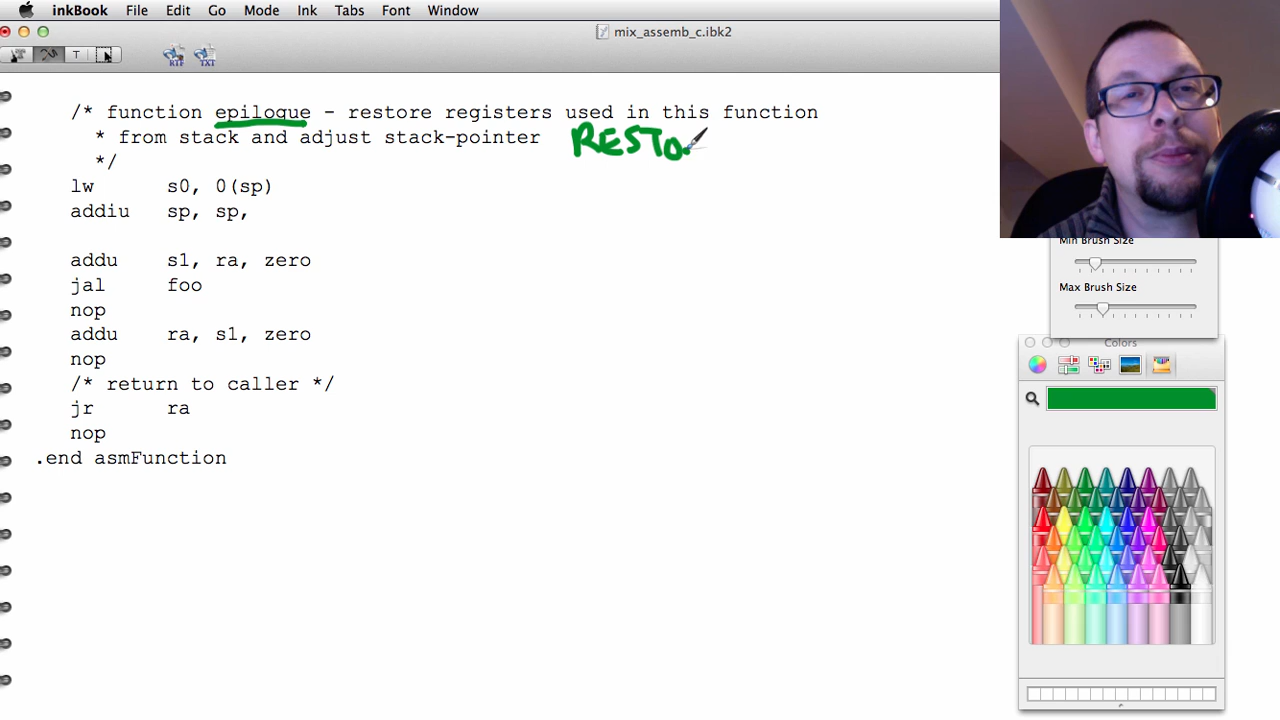 inkBook File Edit View Go Mode Ink Tabs Font Window
mix_assemb_c.ibk2
T RTF TXT
/* function epilogue - restore registers used in this function
* from stack and adjust stack-pointer RESTO
*/
lw s0, 0(sp)
addiu sp, sp,
addu s1, ra, zero
jal foo
nop
addu ra, s1, zero
nop
/* return to caller */
jr ra
nop
.end asmFunction
Min Brush Size
Max Brush Size
Colors